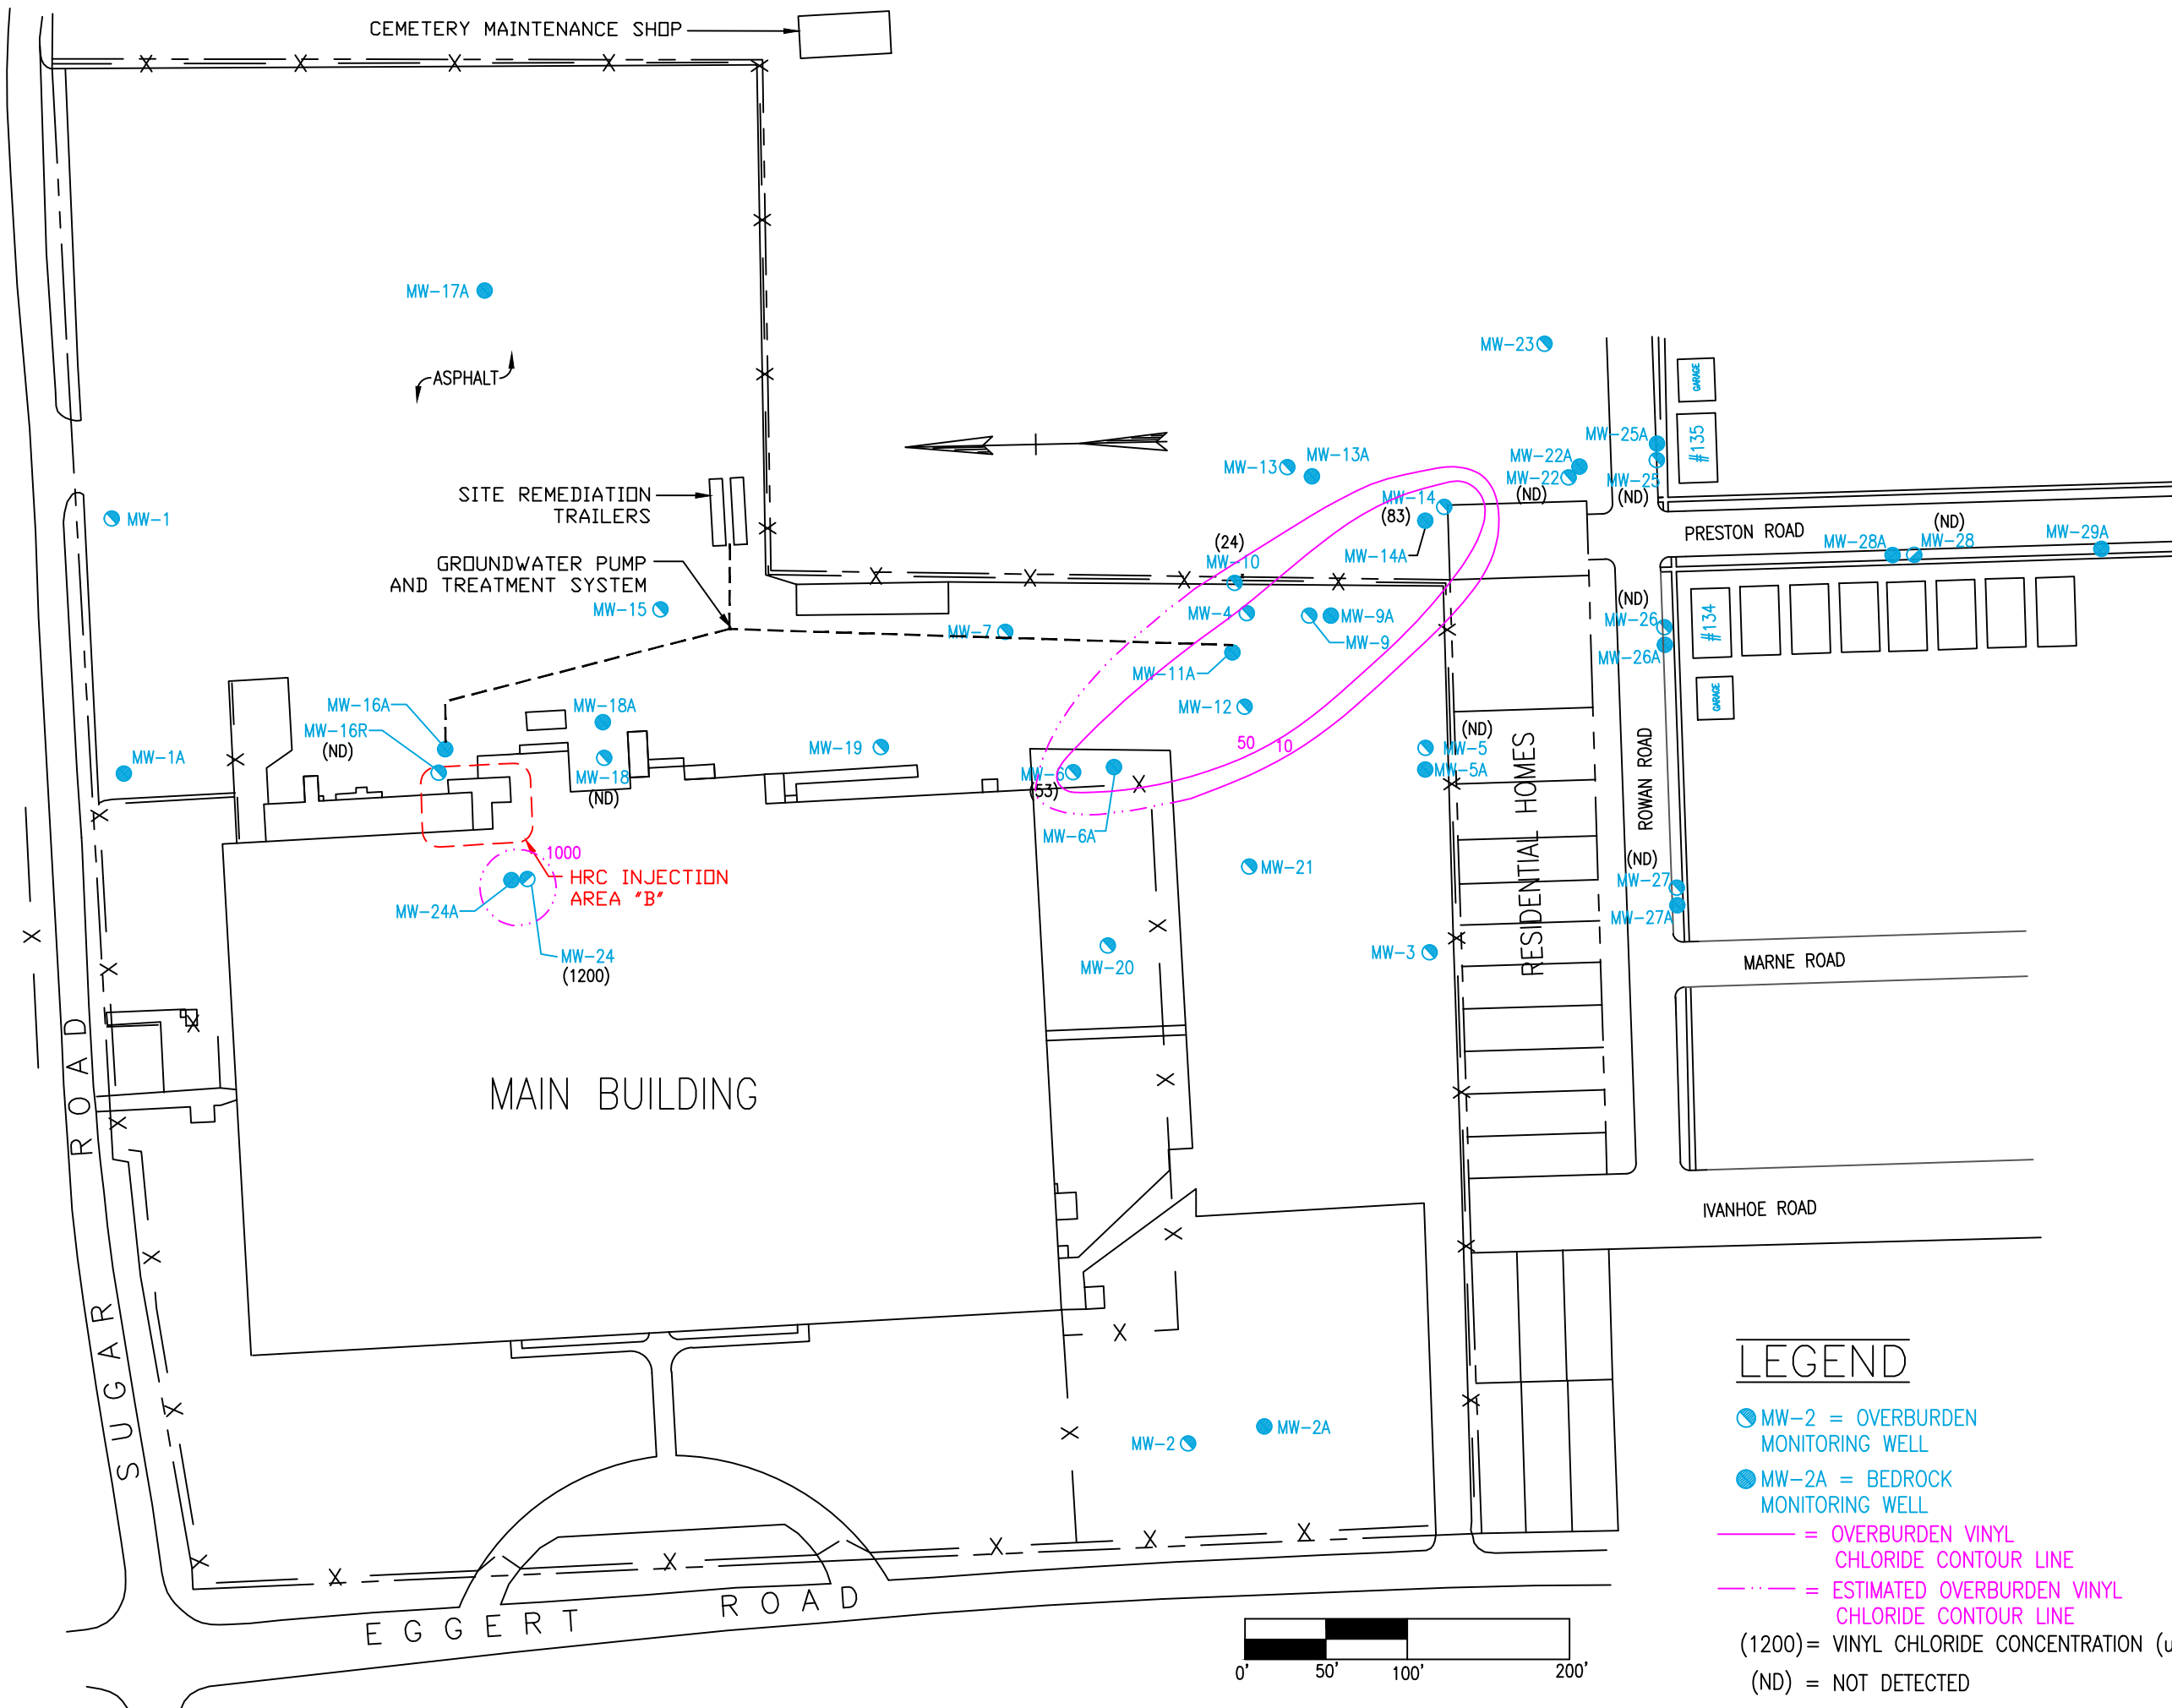 CEMETERY MAINTENANCE SHOP
MW-17A
ASPHALT
MW-23
GARAGE
#135
MW-25A
MW-25
(ND)
MW-22A
MW-22
(ND)
MW-13
MW-13A
MW-14
(83)
MW-14A
SITE REMEDIATION
TRAILERS
MW-1
GROUNDWATER PUMP
AND TREATMENT SYSTEM
MW-15
MW-7
(24)
MW-10
MW-4
MW-9A
MW-9
MW-11A
MW-12
PRESTON ROAD
MW-28A
(ND)
MW-28
MW-29A
(ND)
MW-26
MW-26A
#134
GARAGE
MW-16A
MW-16R
(ND)
MW-18A
MW-18
(ND)
MW-19
MW-1A
MW-6
(53)
MW-6A
50
10
(ND)
MW-5
MW-5A
RESIDENTIAL HOMES
ROWAN ROAD
1000
HRC INJECTION
AREA "B"
MW-24A
MW-24
(1200)
MW-21
MW-20
MW-3
(ND)
MW-27
MW-27A
MARNE ROAD
MAIN BUILDING
IVANHOE ROAD
SUGAR ROAD
MW-2
MW-2A
EGGERT ROAD
0'
50'
100'
200'
LEGEND
MW-2 = OVERBURDEN
MONITORING WELL
MW-2A = BEDROCK
MONITORING WELL
= OVERBURDEN VINYL
CHLORIDE CONTOUR LINE
= ESTIMATED OVERBURDEN VINYL
CHLORIDE CONTOUR LINE
(1200) = VINYL CHLORIDE CONCENTRATION (u
(ND) = NOT DETECTED